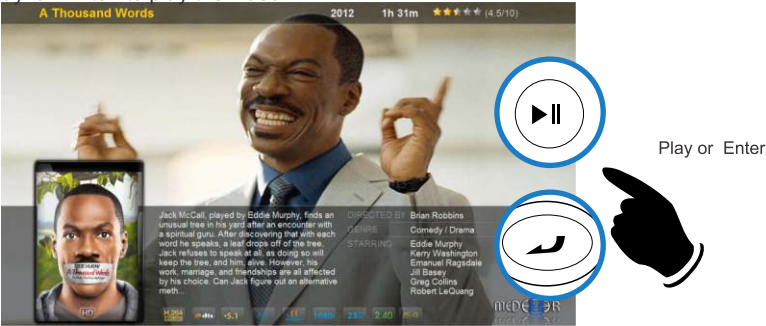 A Thousand Words 2012 1h 31m (4.5/10)
Play or Enter
Jack McCall, played by Eddie Murphy, finds an
unusual tree in his yard after an encounter with
a spiritual guru. After discovering that with each
word he speaks, a leaf drops off of the tree,
Jack refuses to speak at all, as doing so will
keep the tree, and him, alive. However, his
work, marriage, and friendships are all affected
by his choice. Can Jack figure out an alternative
meth...
DIRECTED BY Brian Robbins
GENRE Comedy / Drama
STARRING Eddie Murphy
Kerry Washington
Emanuel Ragsdale
Jill Basey
Greg Collins
Robert LeQuang
EDDIE MURPHY
A Thousand Words
HD
H.264 dts 5.1 2.40